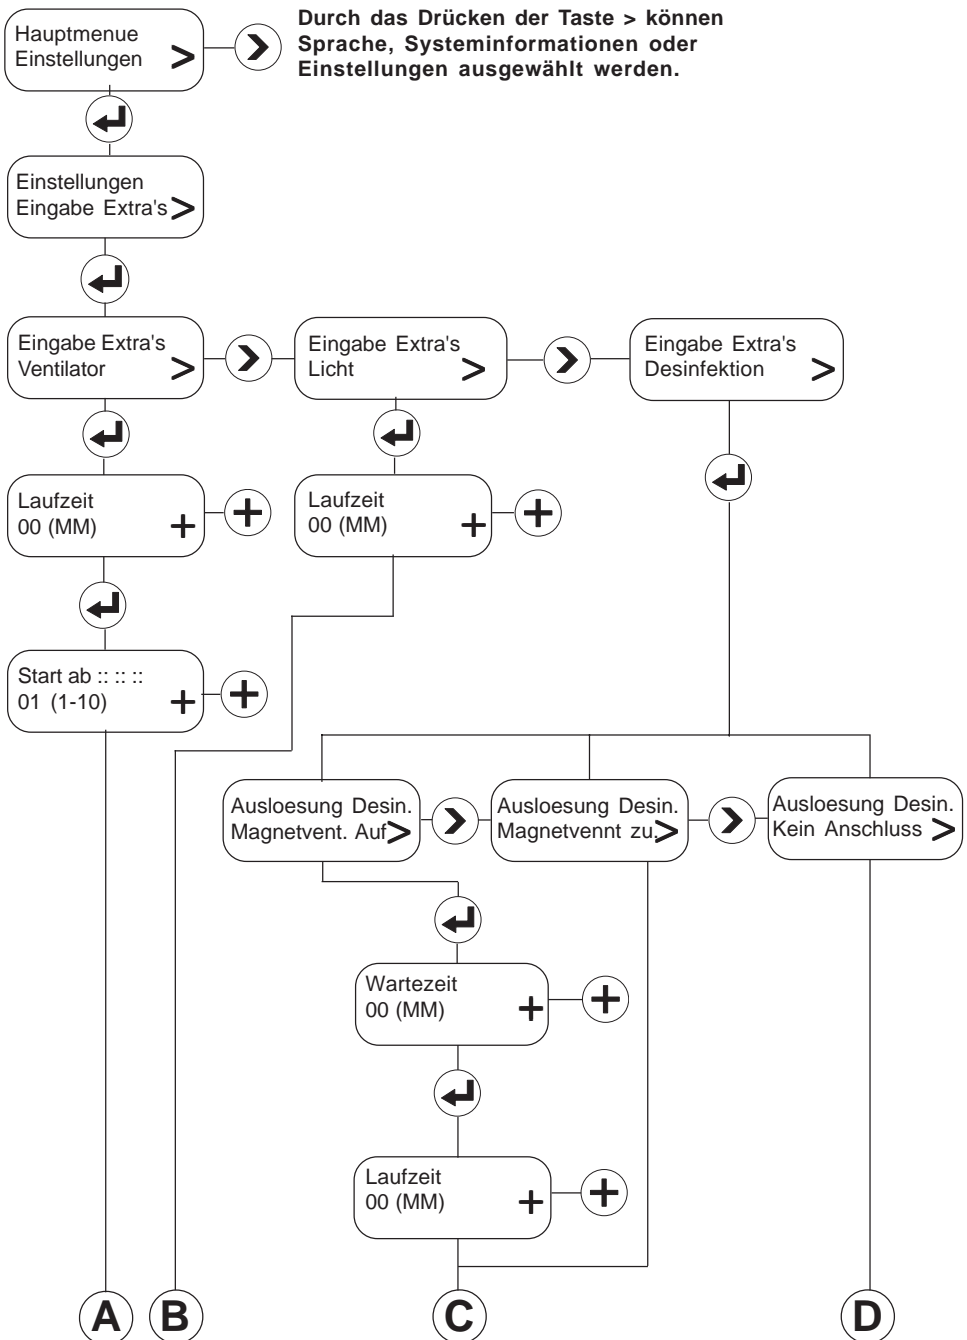 Hauptmenue
Einstellungen >
Durch das Drücken der Taste > können
Sprache, Systeminformationen oder
Einstellungen ausgewählt werden.
Einstellungen
Eingabe Extra's >
Eingabe Extra's
Ventilator >
Eingabe Extra's
Licht >
Eingabe Extra's
Desinfektion >
Laufzeit
00 (MM) +
Laufzeit
00 (MM) +
Start ab :: :: ::
01 (1-10) +
Ausloesung Desin.
Magnetvent. Auf >
Ausloesung Desin.
Magnetvennt zu. >
Ausloesung Desin.
Kein Anschluss >
Wartezeit
00 (MM) +
Laufzeit
00 (MM) +
A B C D